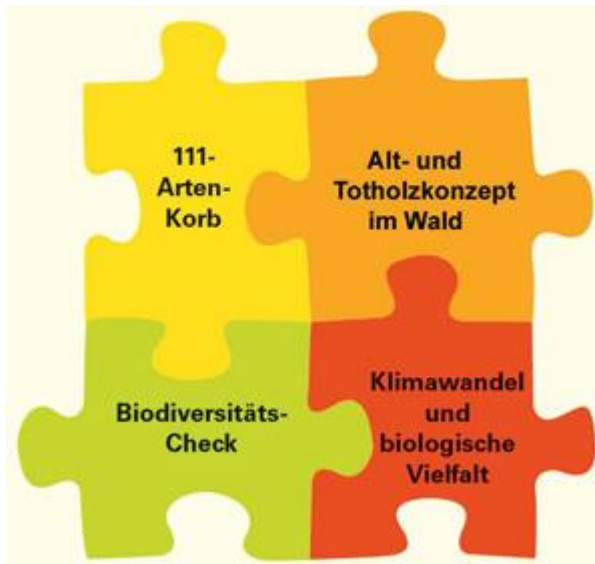 111-
Arten-
Korb
Alt- und
Totholzkonzept
im Wald
Biodiversitäts-
Check
Klimawandel
und
biologische
Vielfalt